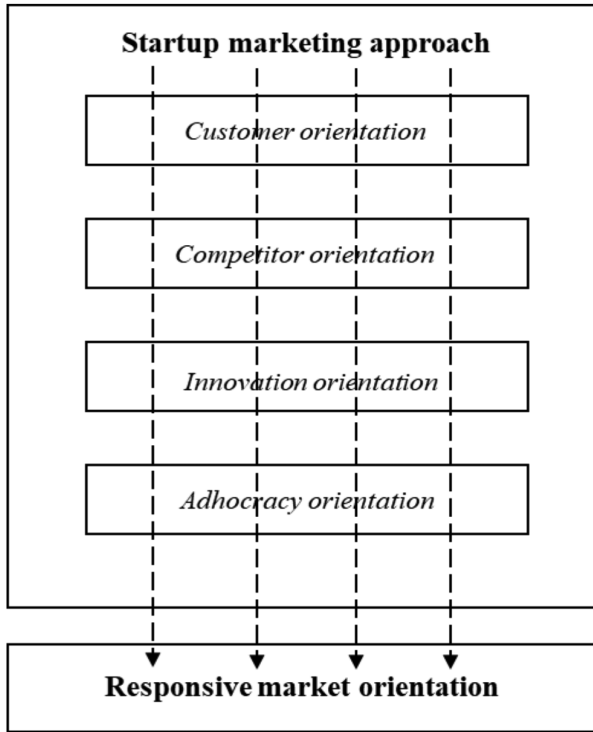 Startup marketing approach
Customer orientation
Competitor orientation
Innovation orientation
Adhocracy orientation
Responsive market orientation